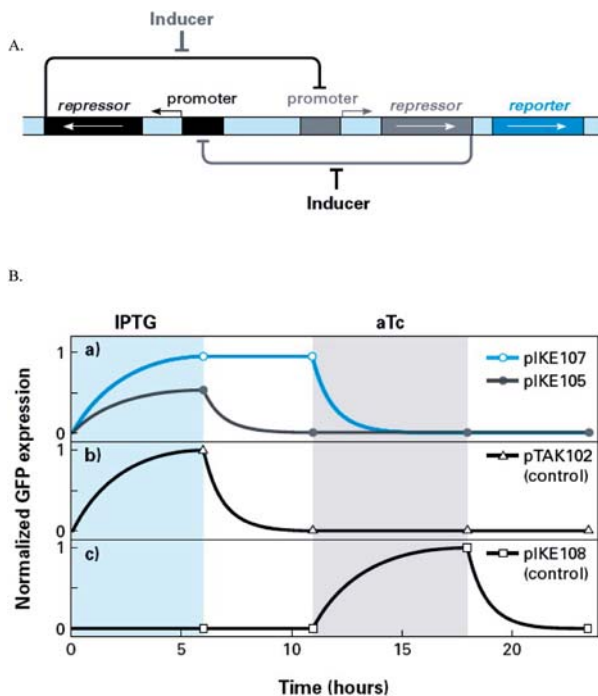 A.
Inducer
repressor
promoter
promoter
repressor
reporter
Inducer
B.
IPTG
aTc
Normalized GFP expression
a)
1
0
pIKE107
pIKE105
b)
1
0
pTAK102
(control)
c)
1
0
pIKE108
(control)
0 5 10 15 20
Time (hours)